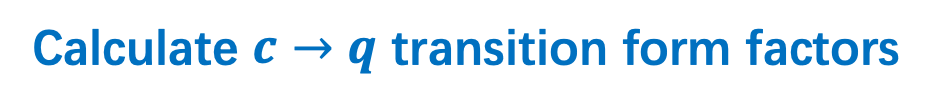 Calculate c → q transition form factors